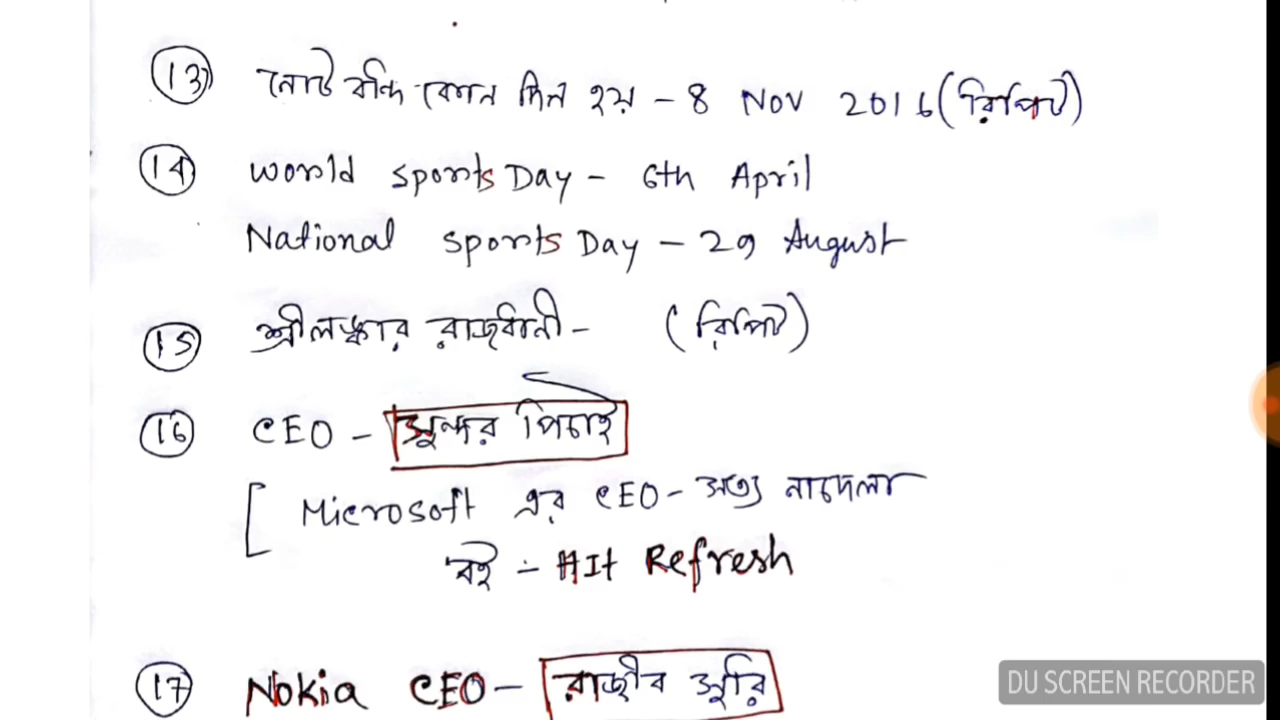 13 নোট বন্দি কোন দিন হয় - 8 Nov 2016 (রিপিট)
14 World Sports Day - 6th April
National Sports Day - 29 August
15 শ্রীলঙ্কার রাজধানী - (রিপিট)
16 CEO - সুন্দর পিচাই
[ Microsoft এর CEO - সত্য নাদেলা
বই :- HIt Refresh
17 Nokia CEO - রাজীব সুরি
DU SCREEN RECORDER